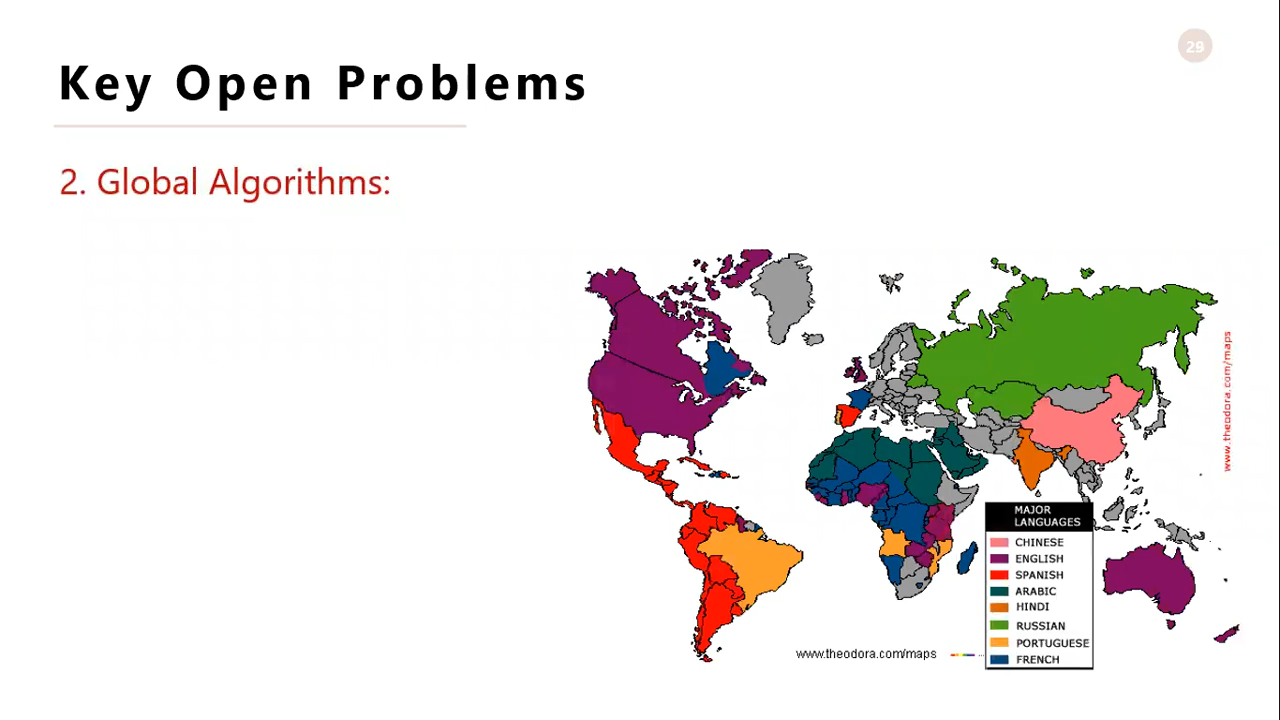 29
Key Open Problems
2. Global Algorithms:
www.theodora.com/maps
MAJOR
LANGUAGES
CHINESE
ENGLISH
SPANISH
ARABIC
HINDI
RUSSIAN
PORTUGUESE
FRENCH
www.theodora.com/maps